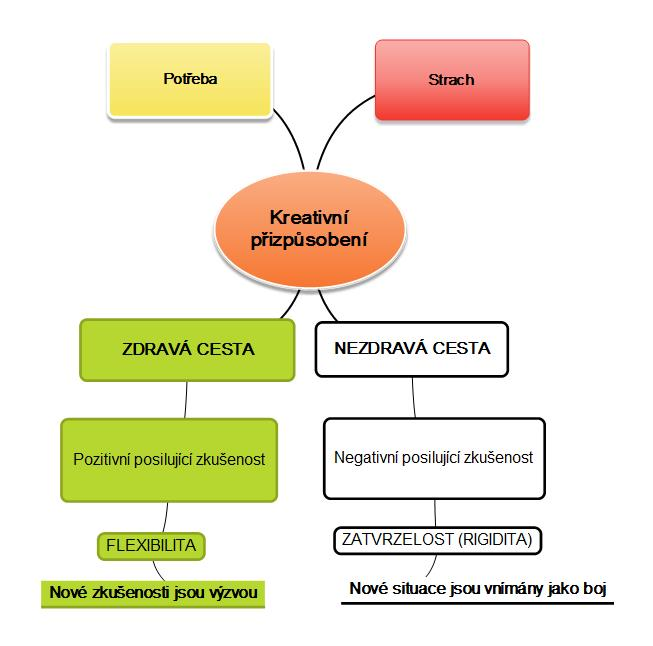 Potřeba
Strach
Kreativní
přizpůsobení
ZDRAVÁ CESTA
NEZDRAVÁ CESTA
Pozitivní posilující zkušenost
Negativní posilující zkušenost
FLEXIBILITA
ZATVRZELOST (RIGIDITA)
Nové zkušenosti jsou výzvou
Nové situace jsou vnímány jako boj